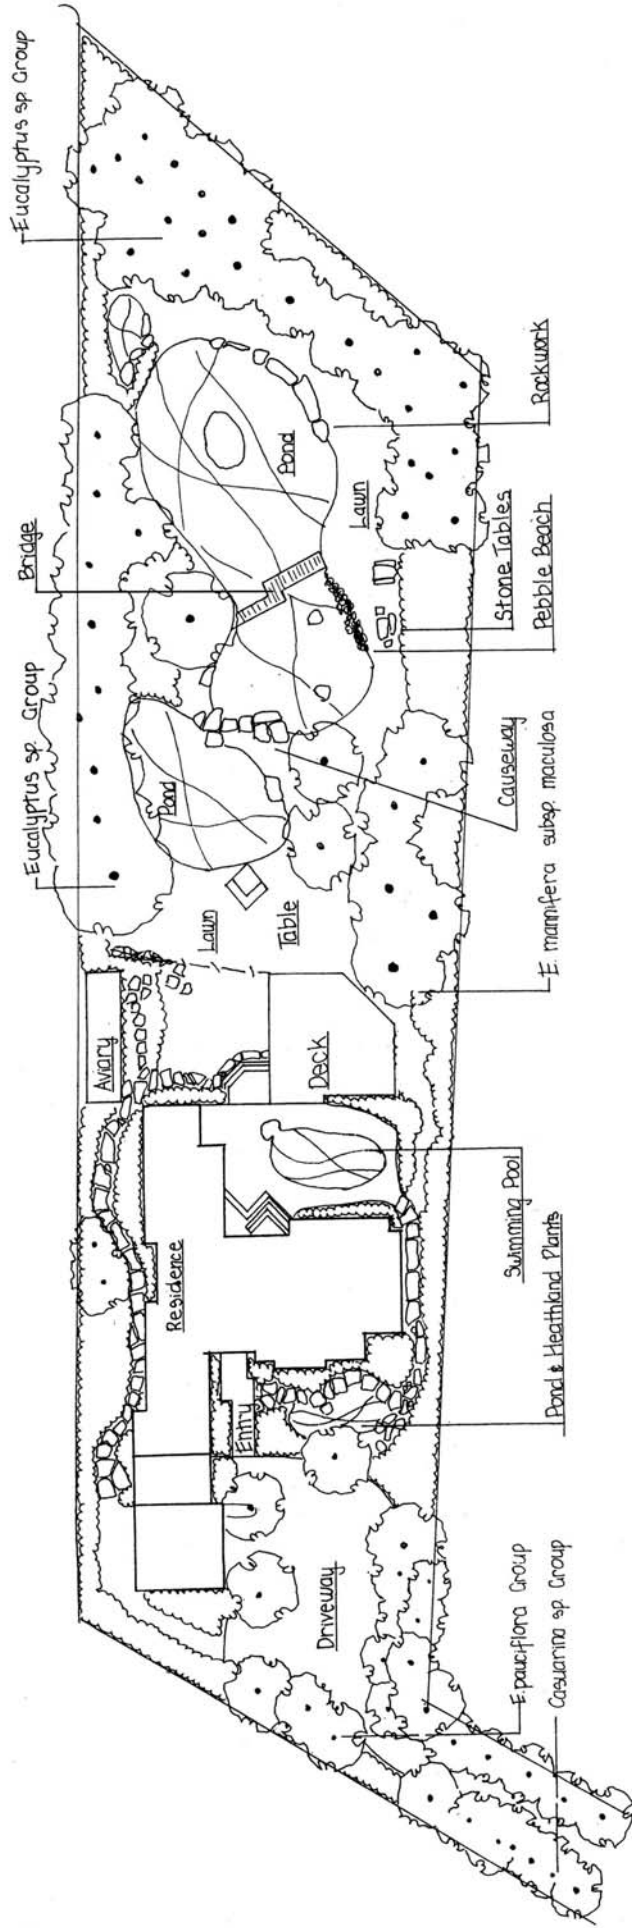 Eucalyptus sp. Group
Eucalyptus sp. Group
Bridge
Pond
Rockwork
Lawn
Stone Tables
Pebble Beach
Pond
Causeway
E. mannifera subsp. maculosa
Lawn
Table
Aviary
Deck
Swimming Pool
Residence
Pond & Heathland Plants
Entry
Driveway
E. pauciflora Group
Casuarina sp. Group